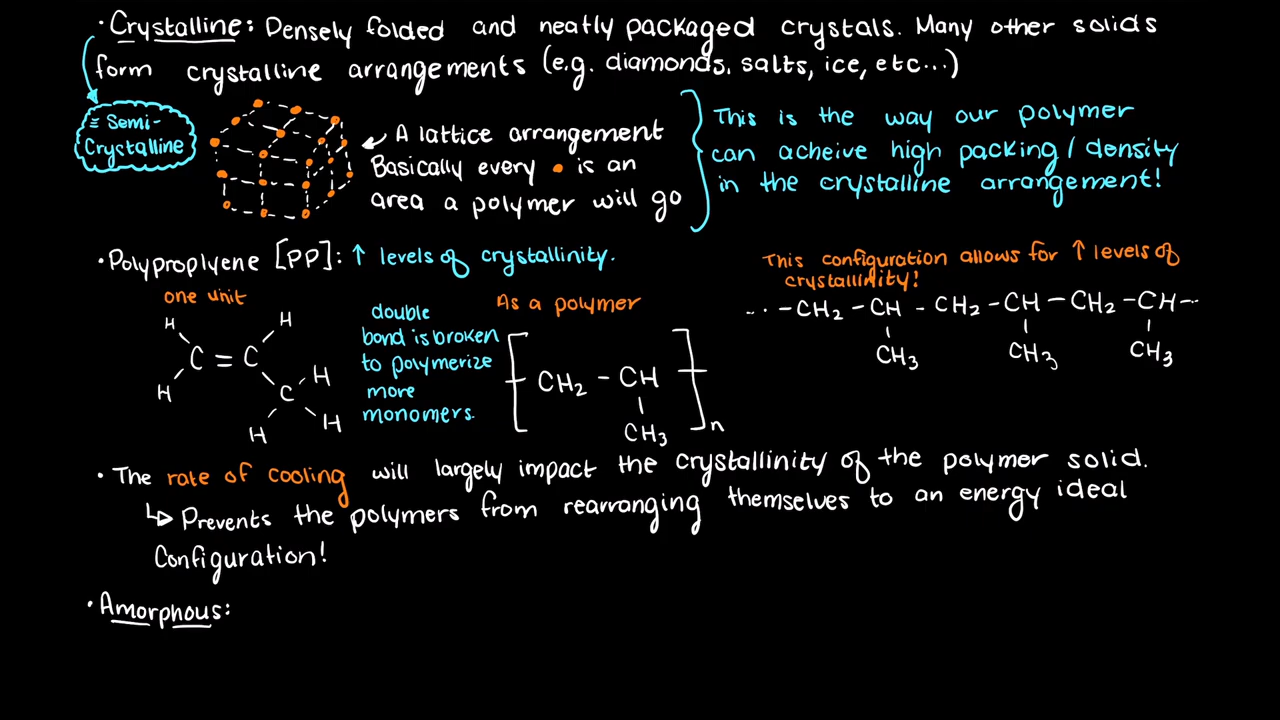 • Crystalline: Densely folded and neatly packaged crystals. Many other solids
form crystalline arrangements (e.g. diamonds, salts, ice, etc...)
= Semi-
Crystalline
A lattice arrangement
Basically every • is an
area a polymer will go
This is the way our polymer
can acheive high packing/density
in the crystalline arrangement!
• Polyproplyene [PP]: ↑ levels of crystallinity.
one unit
H H
C = C
H C H
H H
double
bond is broken
to polymerize
more
monomers.
As a polymer
[CH₂ – CH]n
CH₃
This configuration allows for ↑ levels of
crystallinity!
... – CH₂ – CH – CH₂ – CH – CH₂ – CH – ...
CH₃ CH₃ CH₃
• The rate of cooling will largely impact the crystallinity of the polymer solid.
↳ Prevents the polymers from rearranging themselves to an energy ideal
Configuration!
• Amorphous: